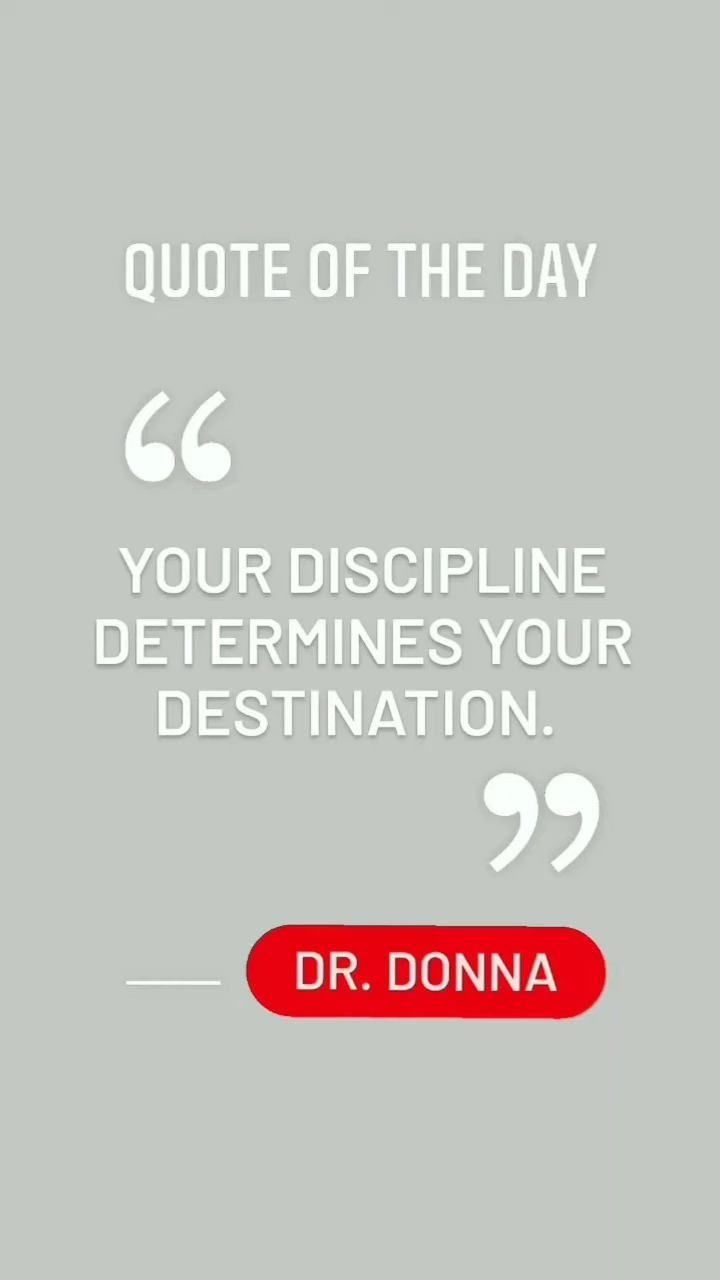 QUOTE OF THE DAY
“
YOUR DISCIPLINE
DETERMINES YOUR
DESTINATION.
”
DR. DONNA